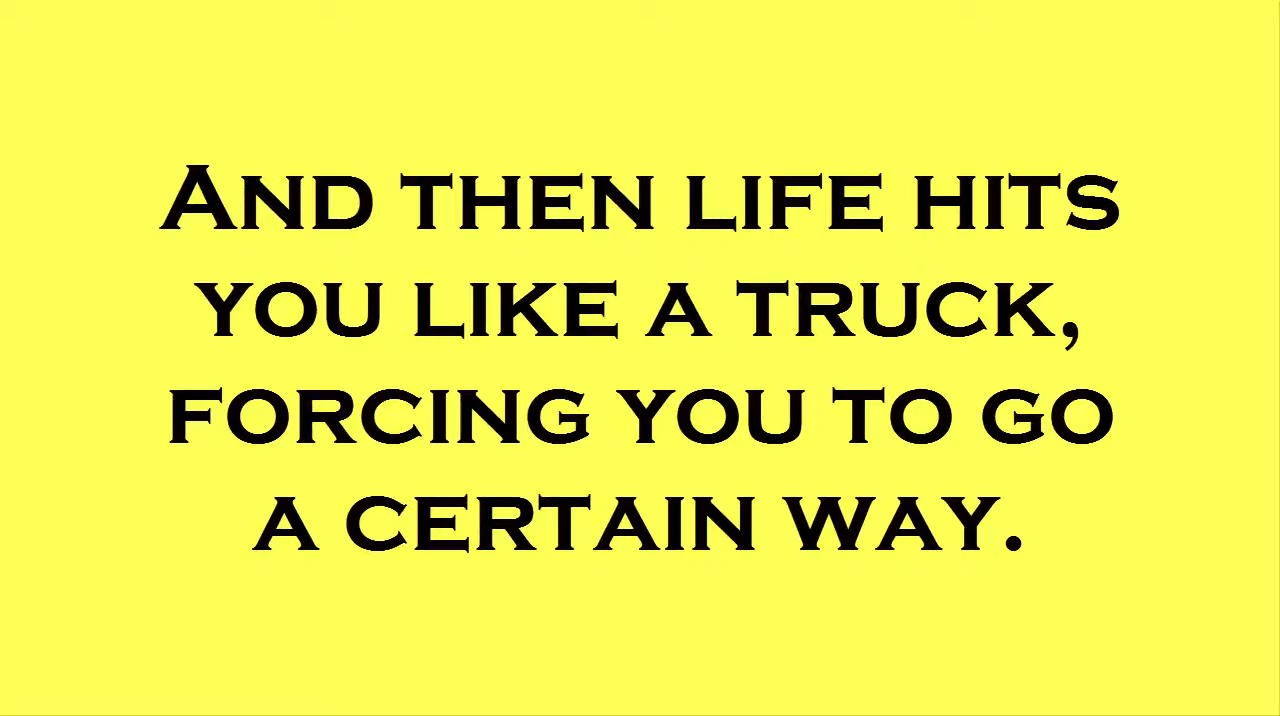 And then life hits
you like a truck,
forcing you to go
a certain way.